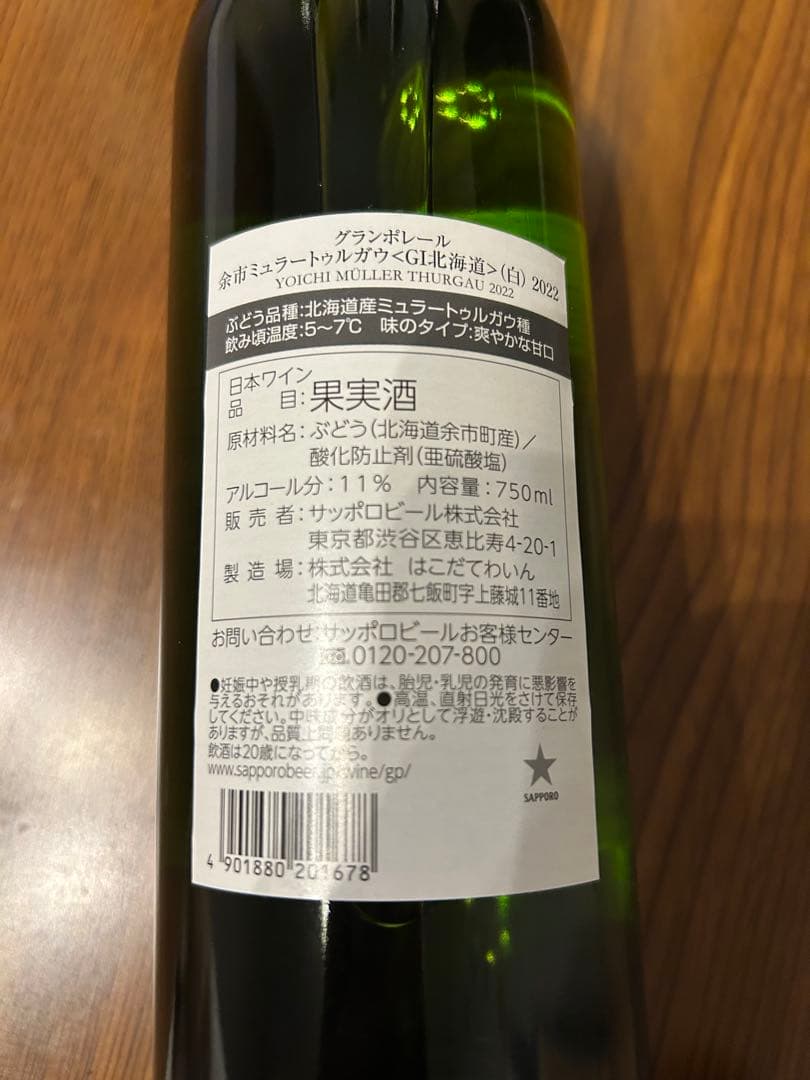 グランポレール
余市ミュラートゥルガウ<GI北海道>(白) 2022
YOICHI MÜLLER THURGAU 2022
ぶどう品種:北海道産ミュラートゥルガウ種
飲み頃温度:5〜7℃ 味のタイプ:爽やかな甘口
日本ワイン
品目:果実酒
原材料名:ぶどう(北海道余市町産)/
酸化防止剤(亜硫酸塩)
アルコール分:11% 内容量:750ml
販売者:サッポロビール株式会社
東京都渋谷区恵比寿4-20-1
製造場:株式会社 はこだてわいん
北海道亀田郡七飯町字上藤城11番地
お問い合わせ:サッポロビールお客様センター
0120-207-800
●妊娠中や授乳期の飲酒は、胎児・乳児の発育に悪影響を
与えるおそれがあります。●高温、直射日光をさけて保存
してください。中味成分がオリとして浮遊・沈殿することが
ありますが、品質上問題ありません。
飲酒は20歳になってから。
www.sapporobeer.jp/wine/gp/
SAPPORO
4 901880 201678